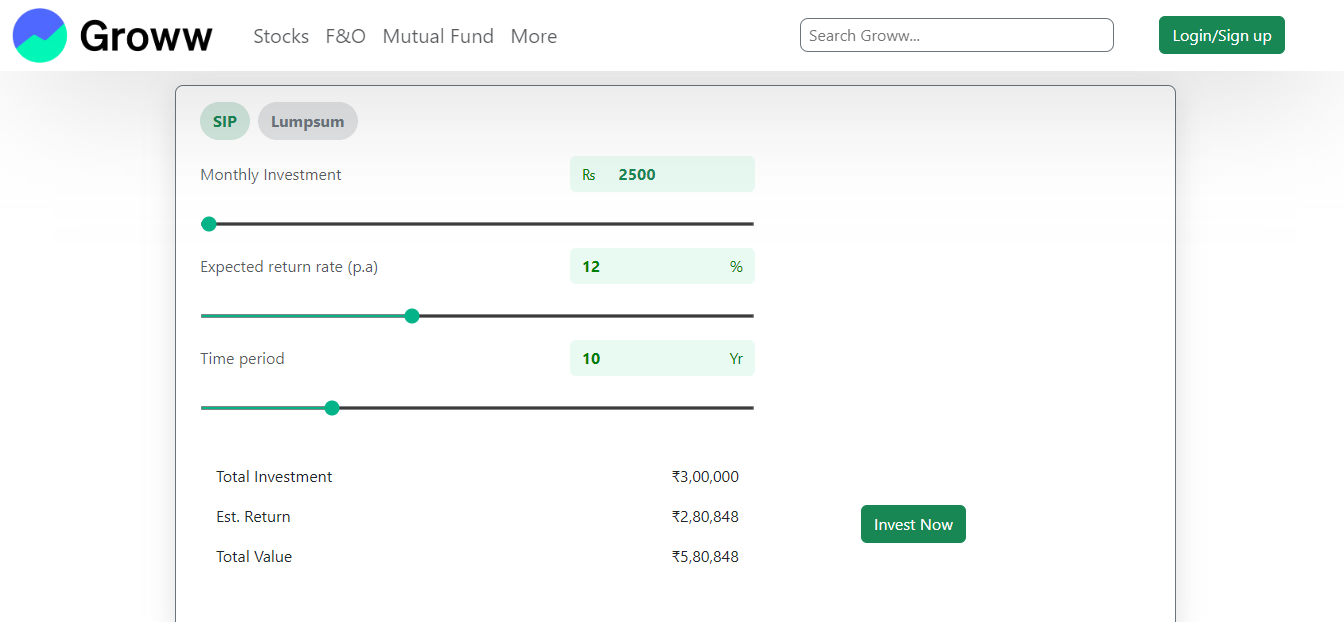 Groww Stocks F&O Mutual Fund More Search Groww... Login/Sign up
SIP Lumpsum
Monthly Investment Rs 2500
Expected return rate (p.a) 12 %
Time period 10 Yr
Total Investment ₹3,00,000
Est. Return ₹2,80,848
Invest Now
Total Value ₹5,80,848